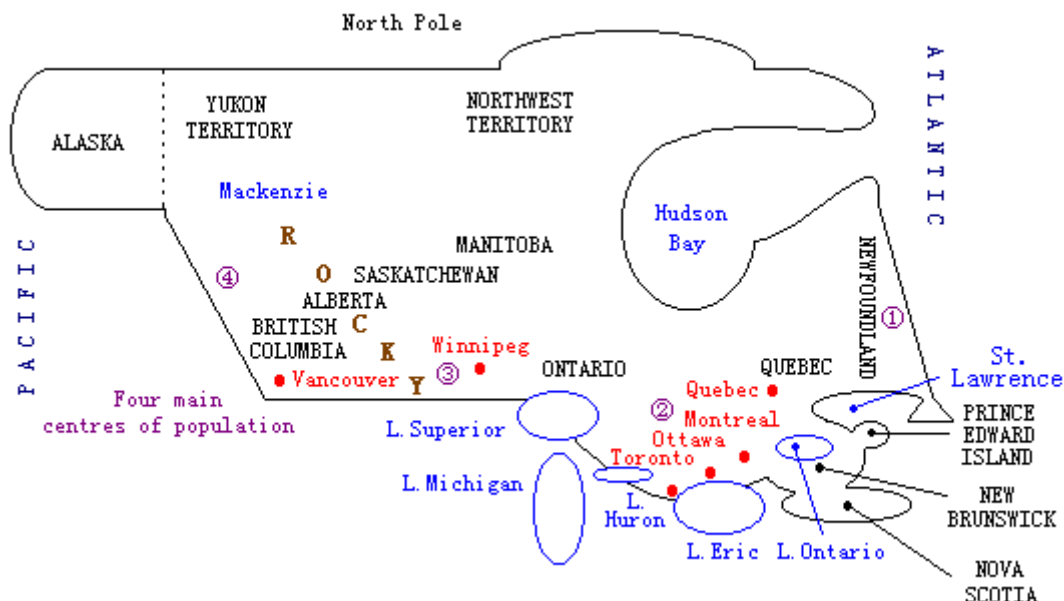 North Pole
ATLANTIC
YUKON
TERRITORY
NORTHWEST
TERRITORY
ALASKA
Mackenzie
Hudson
Bay
PACIFIC
R
O
C
K
Y
MANITOBA
④
SASKATCHEWAN
ALBERTA
NEWFOUNDLAND
①
BRITISH
COLUMBIA
Winnipeg
③
Vancouver
ONTARIO
QUEBEC
St.
Lawrence
Four main
centres of population
②
Quebec
Montreal
Ottawa
Toronto
L.Superior
PRINCE
EDWARD
ISLAND
L.Michigan
L.
Huron
NEW
BRUNSWICK
L.Eric
L.Ontario
NOVA
SCOTIA